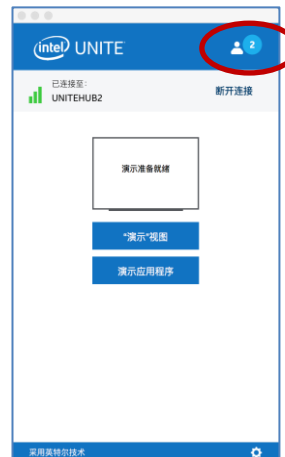 intel UNITE
2
已连接至:
UNITEHUB2
断开连接
演示准备就绪
“演示”视图
演示应用程序
采用英特尔技术